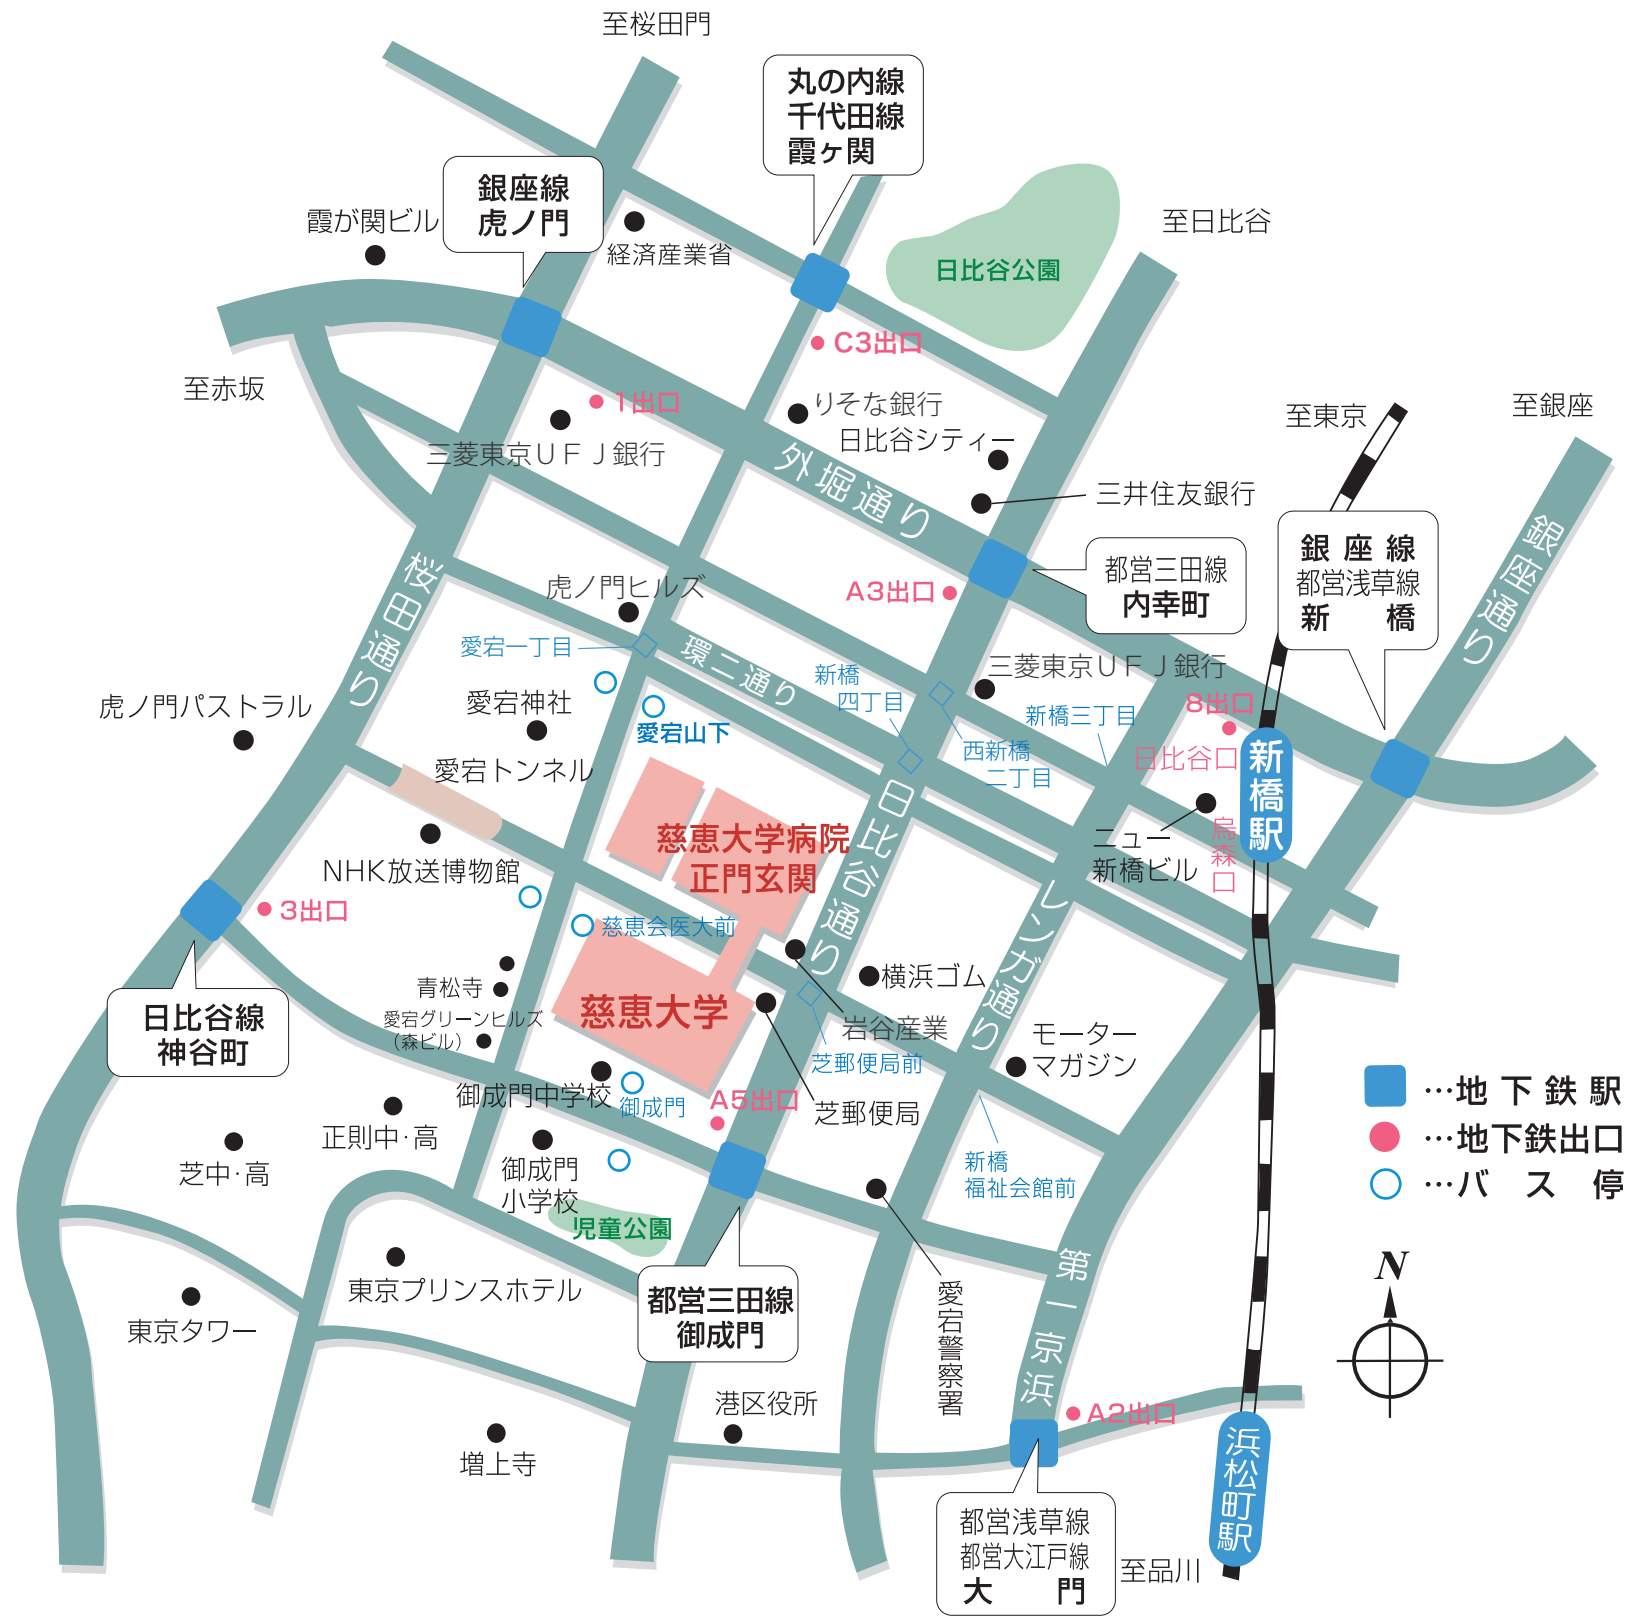 至桜田門
丸の内線
千代田線
霞ヶ関
銀座線
虎ノ門
霞が関ビル
経済産業省
日比谷公園
至日比谷
C3出口
至赤坂
1出口
りそな銀行
日比谷シティー
三菱東京UFJ銀行
至東京
至銀座
外堀通り
三井住友銀行
都営三田線
内幸町
銀座線
都営浅草線
新橋
銀座通り
桜田通り
虎ノ門ヒルズ
A3出口
愛宕一丁目
環二通り
新橋
四丁目
三菱東京UFJ銀行
8出口
新橋三丁目
西新橋
二丁目
日比谷口
新橋駅
虎ノ門パストラル
愛宕神社
愛宕山下
愛宕トンネル
日比谷通り
ニュー
新橋ビル
烏森口
慈恵大学病院
正門玄関
NHK放送博物館
レンガ通り
3出口
慈恵会医大前
横浜ゴム
青松寺
愛宕グリーンヒルズ
（森ビル）
慈恵大学
岩谷産業
芝郵便局前
モーター
マガジン
日比谷線
神谷町
御成門中学校
御成門
A5出口
芝郵便局
正則中・高
芝中・高
御成門
小学校
新橋
福祉会館前
児童公園
東京プリンスホテル
東京タワー
都営三田線
御成門
愛宕警察署
第一京浜
港区役所
A2出口
増上寺
浜松町駅
都営浅草線
都営大江戸線
大門
至品川
…地下鉄駅
…地下鉄出口
…バス停
N